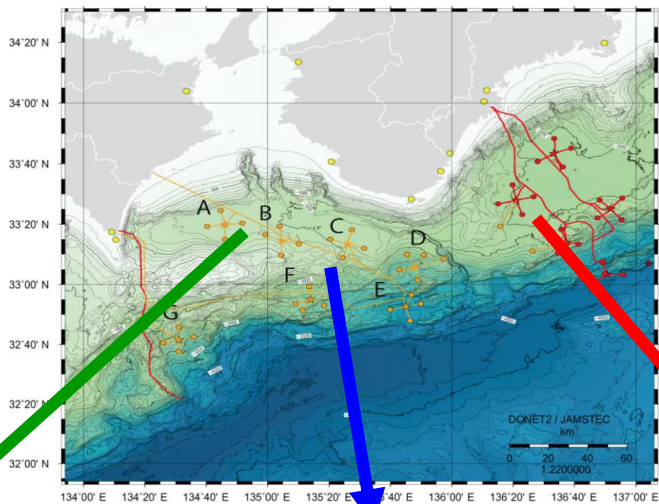 34°20' N
34°00' N
33°40' N
33°20' N
33°00' N
32°40' N
32°20' N
32°00' N
A
B
C
D
F
E
G
DONET2 / JAMSTEC
km
0 20 40 60
1:2200000
134°00' E 134°20' E 134°40' E 135°00' E 135°20' E 135°40' E 136°00' E 136°20' E 136°40' E 137°00' E